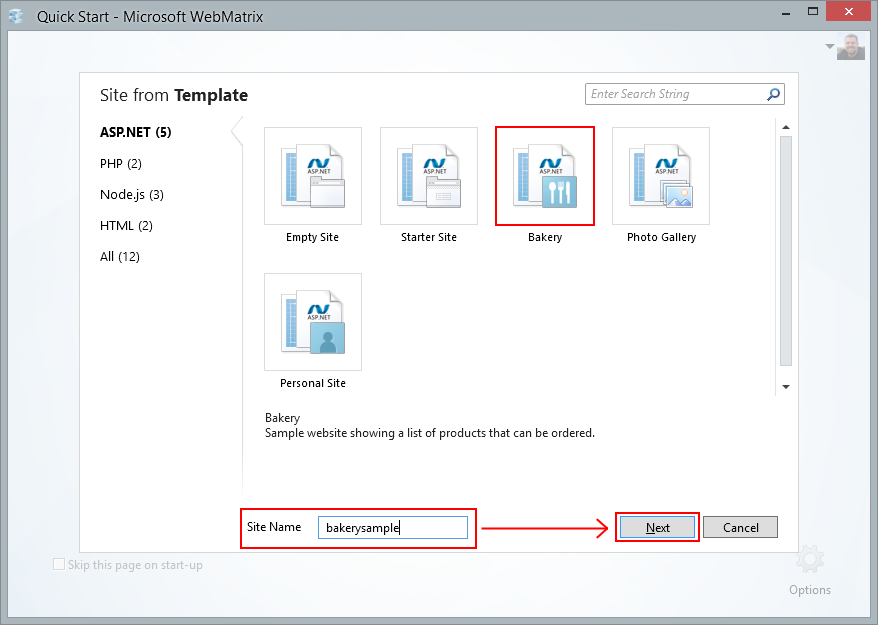 Quick Start - Microsoft WebMatrix
Site from Template
Enter Search String
ASP.NET (5)
PHP (2)
Node.js (3)
HTML (2)
All (12)
ASP.NET
ASP.NET
ASP.NET
ASP.NET
Empty Site
Starter Site
Bakery
Photo Gallery
ASP.NET
Personal Site
Bakery
Sample website showing a list of products that can be ordered.
Site Name
bakerysample
Next
Cancel
Skip this page on start-up
Options